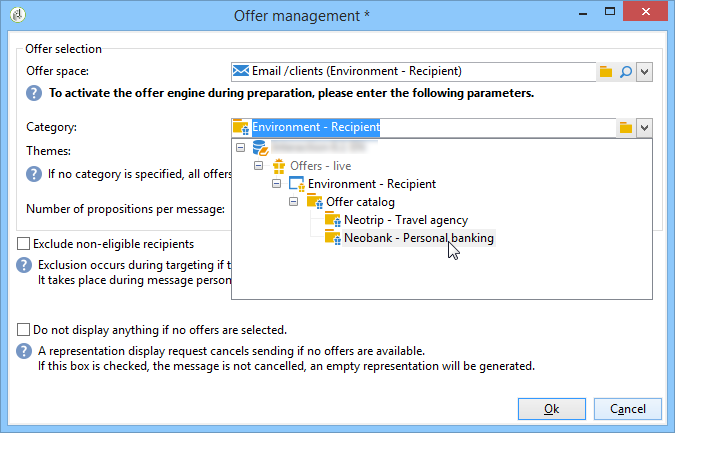 Offer management *
Offer selection
Offer space:
Email /clients (Environment - Recipient)
To activate the offer engine during preparation, please enter the following parameters.
Category:
Environment - Recipient
Themes:
Offers - live
If no category is specified, all offers
Environment - Recipient
Offer catalog
Number of propositions per message:
Neotrip - Travel agency
Neobank - Personal banking
Exclude non-eligible recipients
Exclusion occurs during targeting if t
It takes place during message person
Do not display anything if no offers are selected.
A representation display request cancels sending if no offers are available.
If this box is checked, the message is not cancelled, an empty representation will be generated.
Ok
Cancel